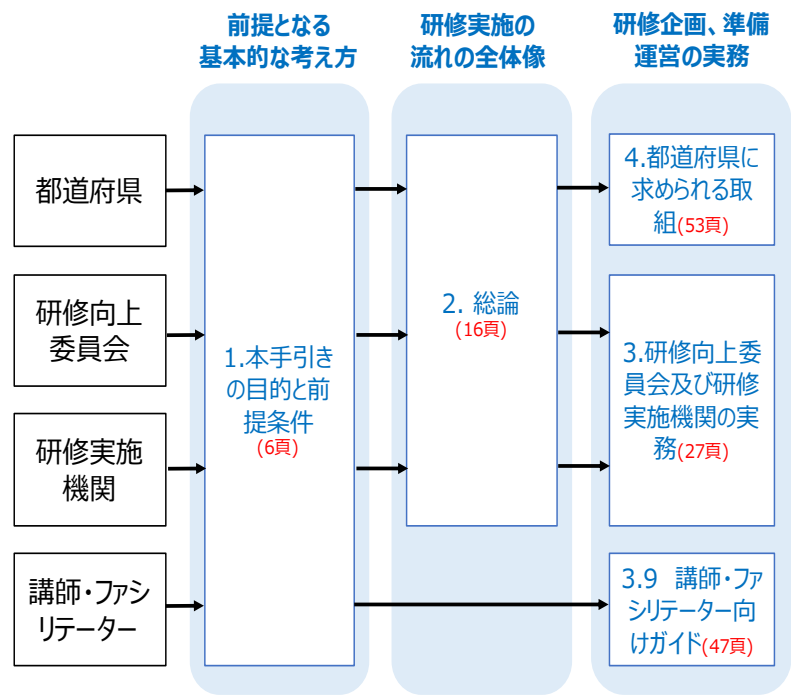 前提となる
基本的な考え方
研修実施の
流れの全体像
研修企画、準備
運営の実務
都道府県
研修向上
委員会
研修実施
機関
講師・ファシ
リテーター
1.本手引き
の目的と前
提条件
(6頁)
2. 総論
(16頁)
4.都道府県に
求められる取
組(53頁)
3.研修向上委
員会及び研修
実施機関の実
務(27頁)
3.9 講師・ファ
シリテーター向
けガイド(47頁)